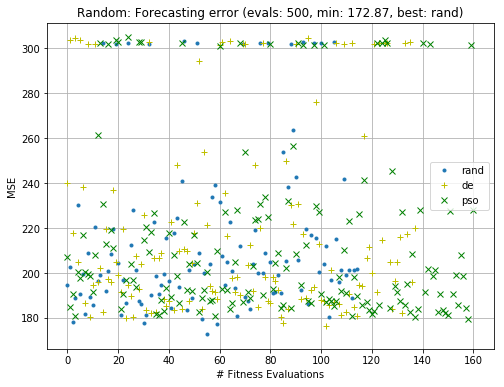 Random: Forecasting error (evals: 500, min: 172.87, best: rand)
300
280
260
240
220
200
180
MSE
rand
de
pso
0 20 40 60 80 100 120 140 160
# Fitness Evaluations